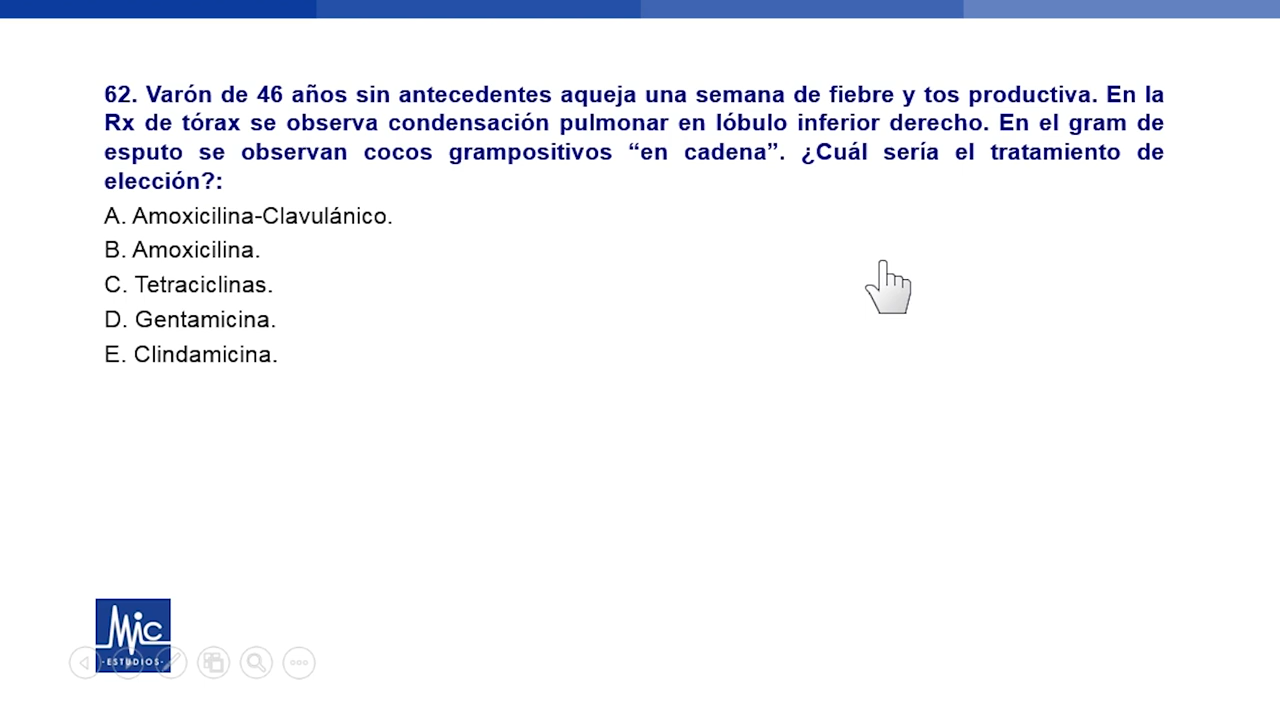 62. Varón de 46 años sin antecedentes aqueja una semana de fiebre y tos productiva. En la
Rx de tórax se observa condensación pulmonar en lóbulo inferior derecho. En el gram de
esputo se observan cocos grampositivos “en cadena”. ¿Cuál sería el tratamiento de
elección?:
A. Amoxicilina-Clavulánico.
B. Amoxicilina.
C. Tetraciclinas.
D. Gentamicina.
E. Clindamicina.
Mic
-ESTUDIOS-